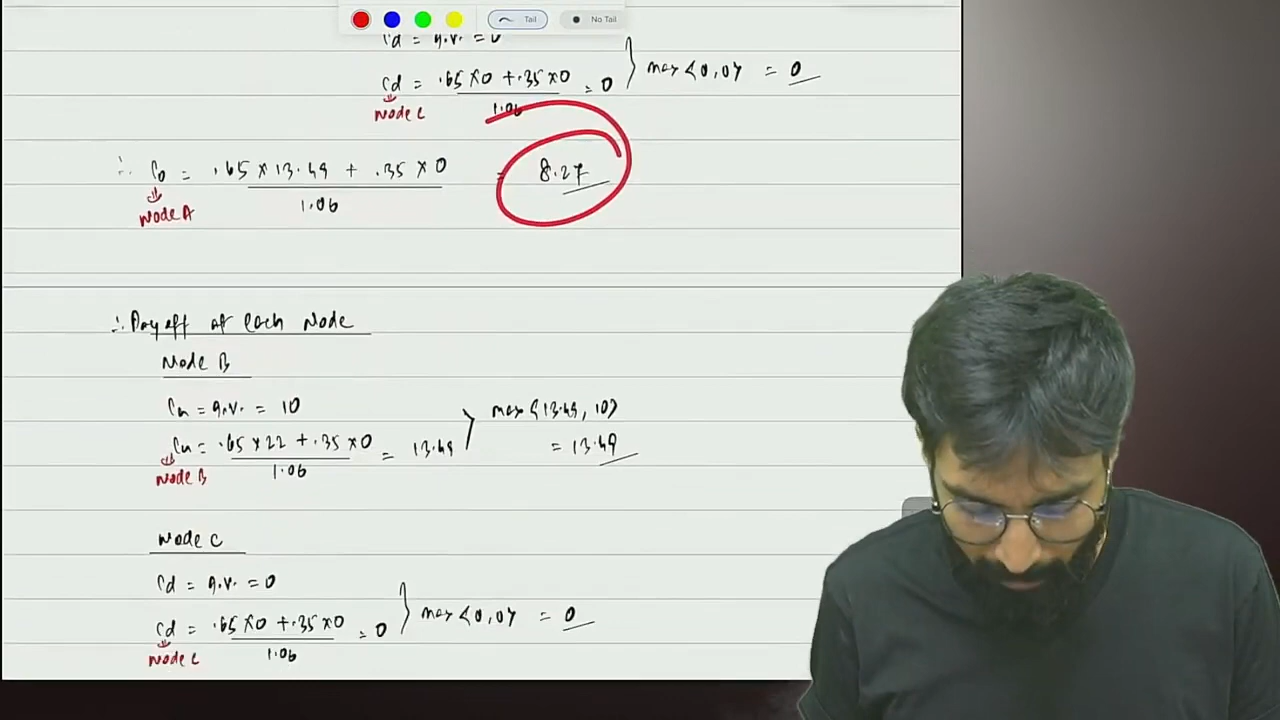 Tail No Tail
Cd = I.V. = 0
Cd = .65 × 0 + .35 × 0 / 1.06 = 0 } max {0,0} = 0
Node C
∴ C0 = .65 × 13.49 + .35 × 0 / 1.06 = 8.27
Node A
∴ Payoff at each Node
Node B
Cu = I.V. = 10
Cu = .65 × 22 + .35 × 0 / 1.06 = 13.49 } max {13.49, 10}
= 13.49
Node B
Node C
Cd = I.V. = 0
Cd = .65 × 0 + .35 × 0 / 1.06 = 0 } max {0,0} = 0
Node C